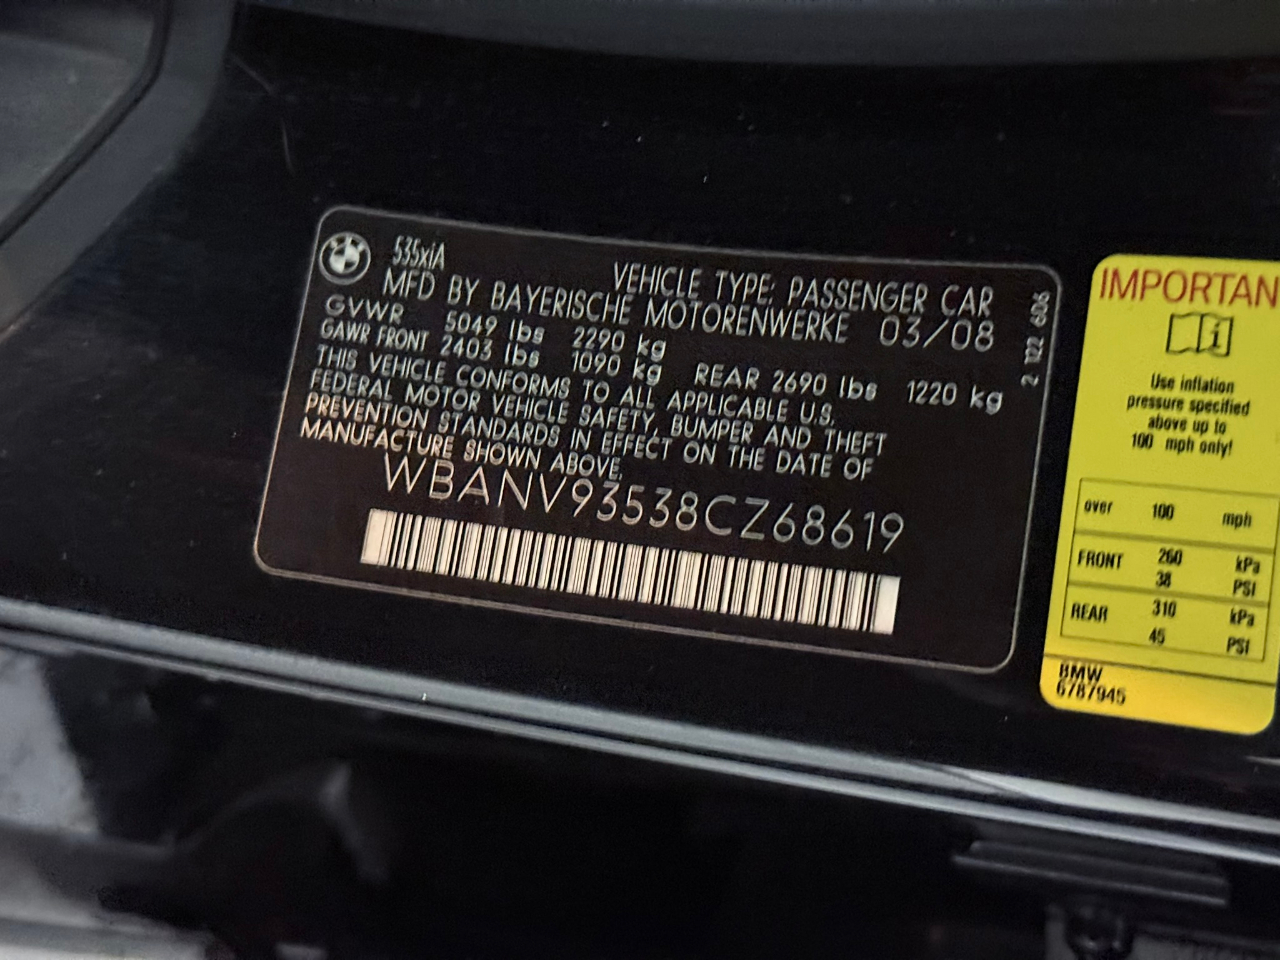 535xiA
VEHICLE TYPE: PASSENGER CAR
MFD BY BAYERISCHE MOTORENWERKE 03/08
GVWR 5049 lbs 2290 kg
GAWR FRONT 2403 lbs 1090 kg REAR 2690 lbs 1220 kg
THIS VEHICLE CONFORMS TO ALL APPLICABLE U.S.
FEDERAL MOTOR VEHICLE SAFETY, BUMPER AND THEFT
PREVENTION STANDARDS IN EFFECT ON THE DATE OF
MANUFACTURE SHOWN ABOVE.
WBANV93538CZ68619
2 122 606
IMPORTAN
Use inflation
pressure specified
above up to
100 mph only!
over 100 mph
FRONT 260 kPa
38 PSI
REAR 310 kPa
45 PSI
BMW
6787945